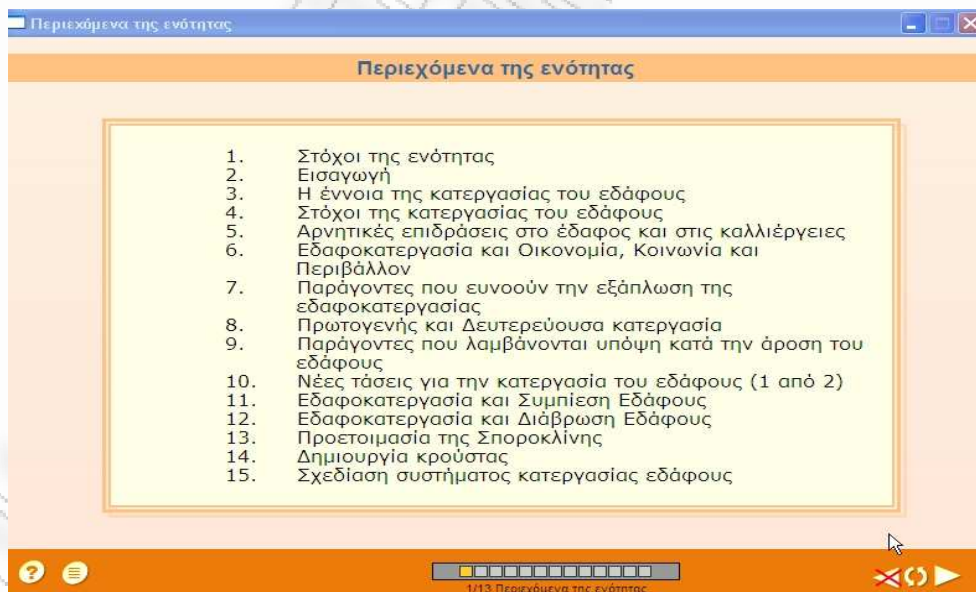 Περιεχόμενα της ενότητας
Περιεχόμενα της ενότητας
1. Στόχοι της ενότητας
2. Εισαγωγή
3. Η έννοια της κατεργασίας του εδάφους
4. Στόχοι της κατεργασίας του εδάφους
5. Αρνητικές επιδράσεις στο έδαφος και στις καλλιέργειες
6. Εδαφοκατεργασία και Οικονομία, Κοινωνία και
Περιβάλλον
7. Παράγοντες που ευνοούν την εξάπλωση της
εδαφοκατεργασίας
8. Πρωτογενής και Δευτερεύουσα κατεργασία
9. Παράγοντες που λαμβάνονται υπόψη κατά την άροση του
εδάφους
10. Νέες τάσεις για την κατεργασία του εδάφους (1 από 2)
11. Εδαφοκατεργασία και Συμπίεση Εδάφους
12. Εδαφοκατεργασία και Διάβρωση Εδάφους
13. Προετοιμασία της Σποροκλίνης
14. Δημιουργία κρούστας
15. Σχεδίαση συστήματος κατεργασίας εδάφους
?
1/13 Περιεχόμενα της ενότητας